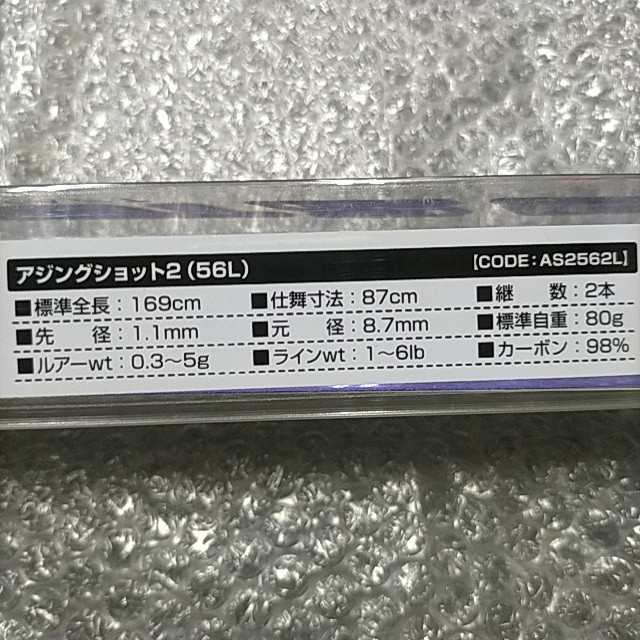 アジングショット2(56L) [CODE:AS2562L]
■標準全長:169cm ■仕舞寸法:87cm ■継 数:2本
■先 径:1.1mm ■元 径:8.7mm ■標準自重:80g
■ルアーwt:0.3～5g ■ラインwt:1～6lb ■カーボン:98%